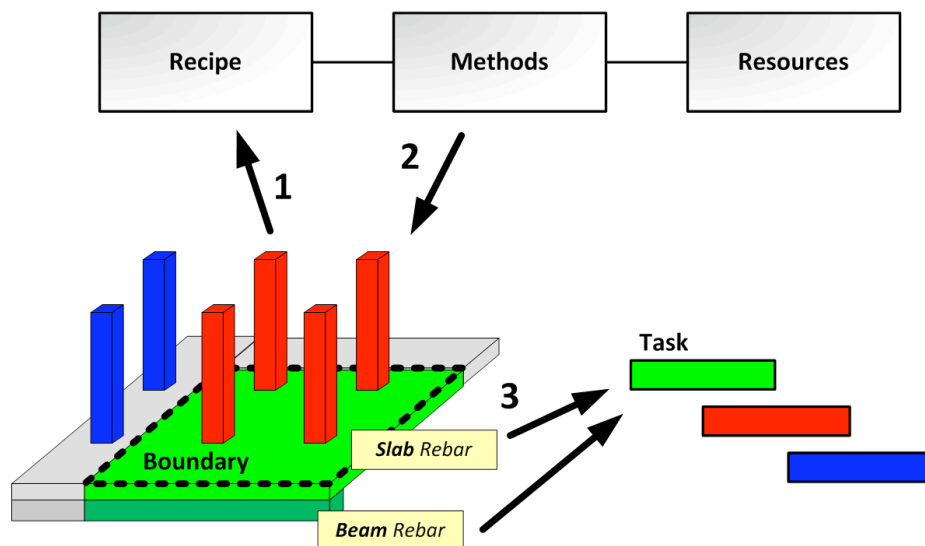 Recipe
Methods
Resources
1
2
Task
3
Slab Rebar
Boundary
Beam Rebar